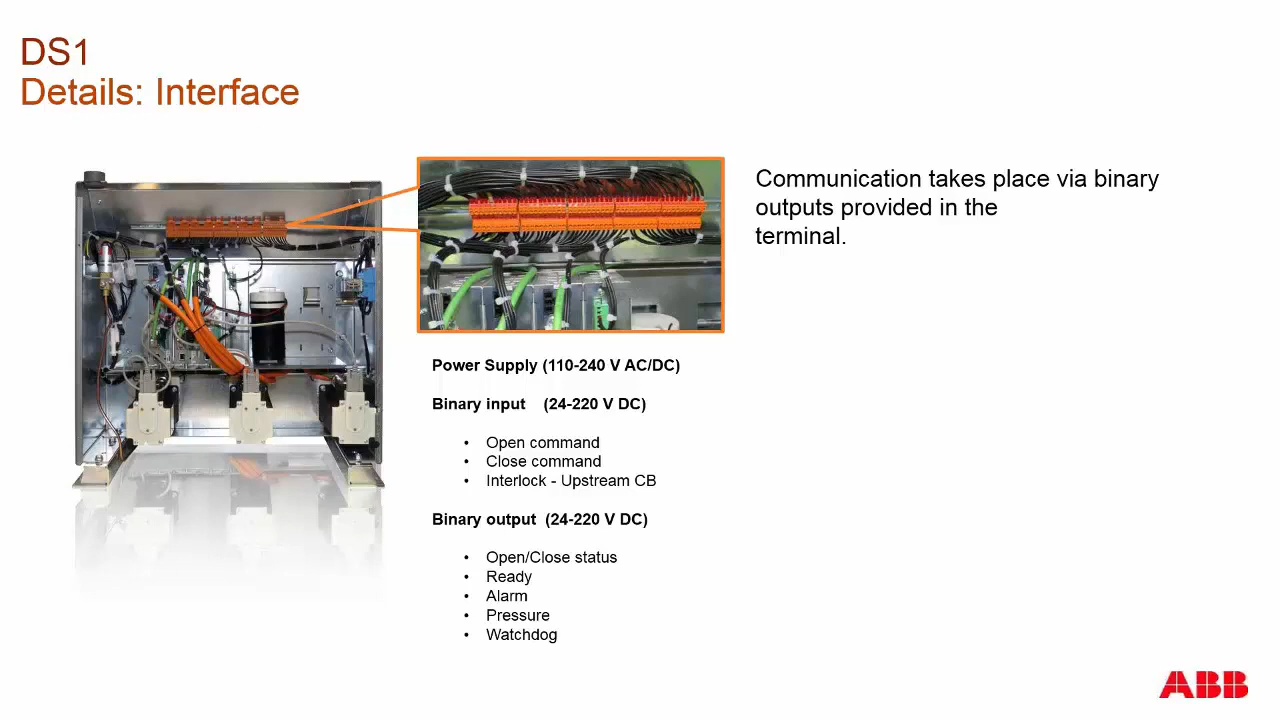 DS1
Details: Interface
Communication takes place via binary
outputs provided in the
terminal.
Power Supply (110-240 V AC/DC)
Binary input (24-220 V DC)
• Open command
• Close command
• Interlock - Upstream CB
Binary output (24-220 V DC)
• Open/Close status
• Ready
• Alarm
• Pressure
• Watchdog
ABB